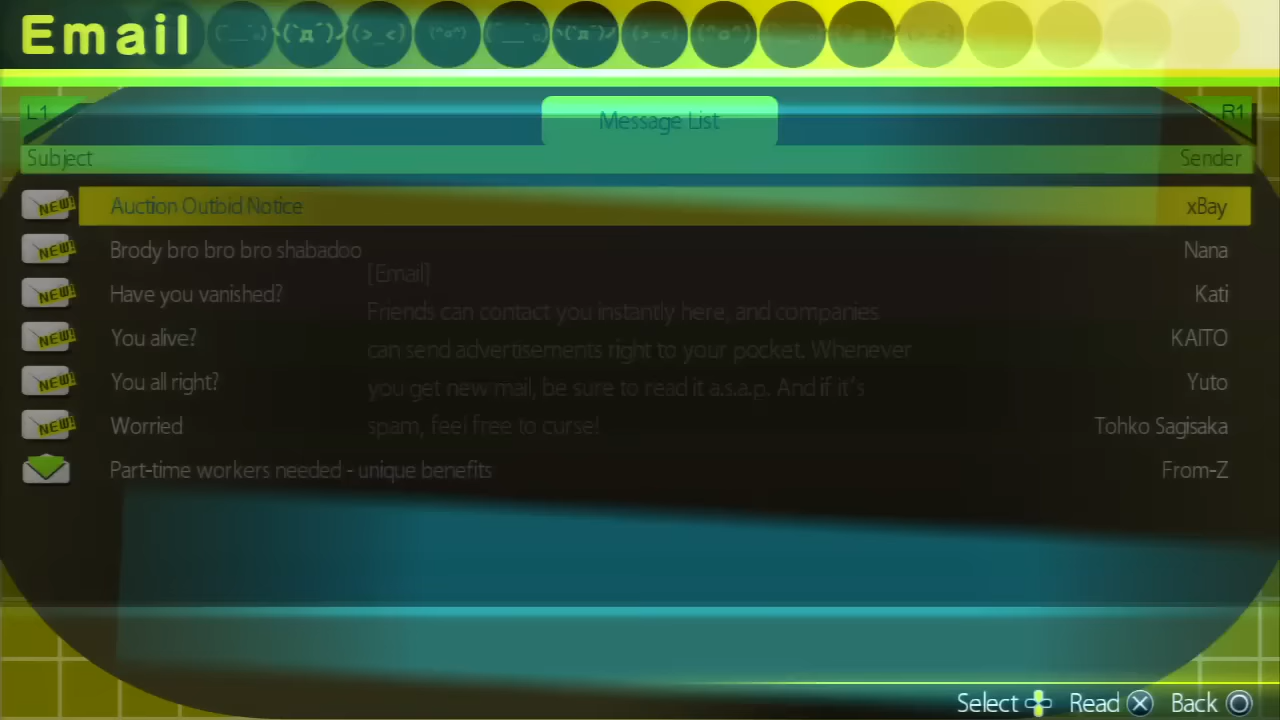 Email
L1
Message List
R1
Subject Sender
NEW! Auction Outbid Notice xBay
NEW! Brody bro bro bro shabadoo Nana
NEW! Have you vanished? Kati
NEW! You alive? KAITO
NEW! You all right? Yuto
NEW! Worried Tohko Sagisaka
Part-time workers needed - unique benefits From-Z
[Email]
Friends can contact you instantly here, and companies
can send advertisements right to your pocket. Whenever
you get new mail, be sure to read it a.s.a.p. And if it's
spam, feel free to curse!
Select Read Back